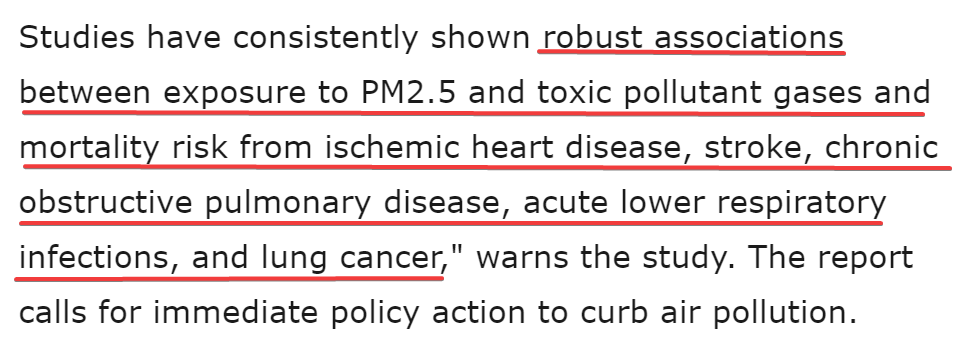 Studies have consistently shown robust associations
between exposure to PM2.5 and toxic pollutant gases and
mortality risk from ischemic heart disease, stroke, chronic
obstructive pulmonary disease, acute lower respiratory
infections, and lung cancer," warns the study. The report
calls for immediate policy action to curb air pollution.